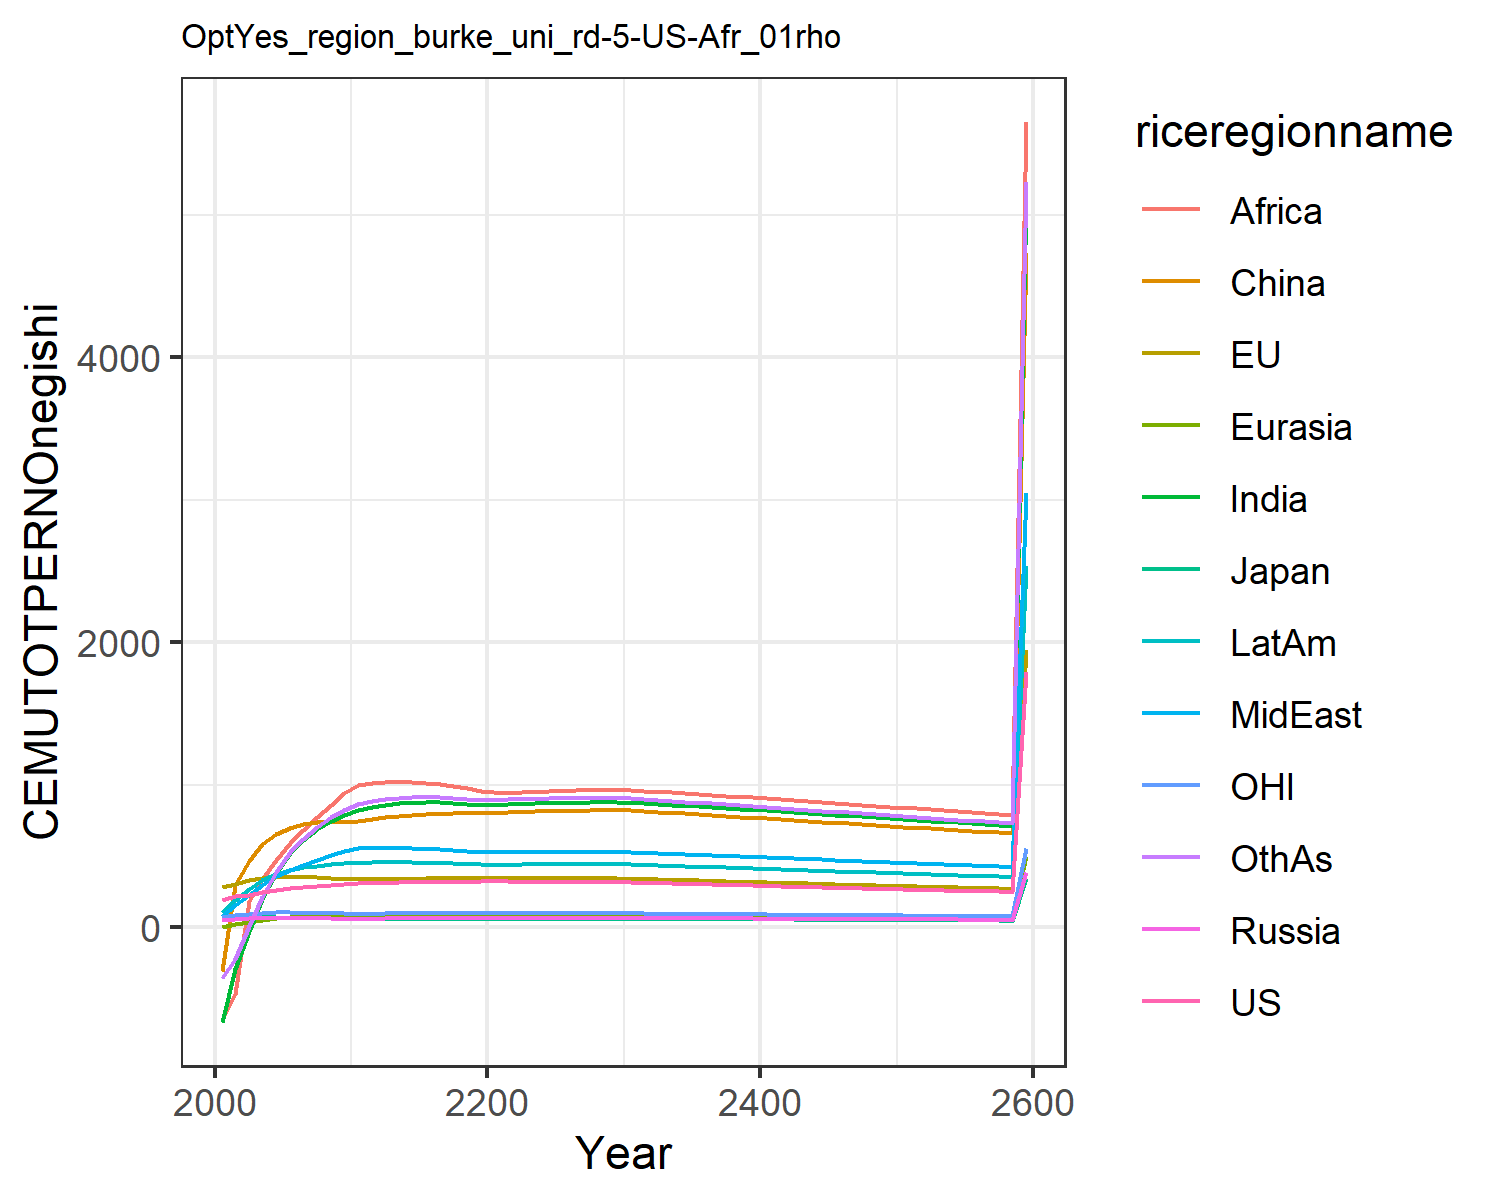 OptYes_region_burke_uni_rd-5-US-Afr_01rho
CEMUTOTPERNOnegishi
4000
2000
0
2000
2200
2400
2600
Year
riceregionname
Africa
China
EU
Eurasia
India
Japan
LatAm
MidEast
OHI
OthAs
Russia
US